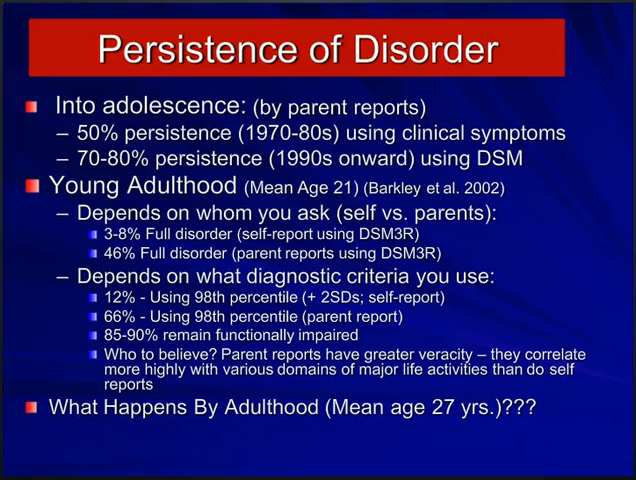 Persistence of Disorder
Into adolescence: (by parent reports)
– 50% persistence (1970-80s) using clinical symptoms
– 70-80% persistence (1990s onward) using DSM
Young Adulthood (Mean Age 21) (Barkley et al. 2002)
– Depends on whom you ask (self vs. parents):
3-8% Full disorder (self-report using DSM3R)
46% Full disorder (parent reports using DSM3R)
– Depends on what diagnostic criteria you use:
12% - Using 98th percentile (+ 2SDs; self-report)
66% - Using 98th percentile (parent report)
85-90% remain functionally impaired
Who to believe? Parent reports have greater veracity – they correlate
more highly with various domains of major life activities than do self
reports
What Happens By Adulthood (Mean age 27 yrs.)???